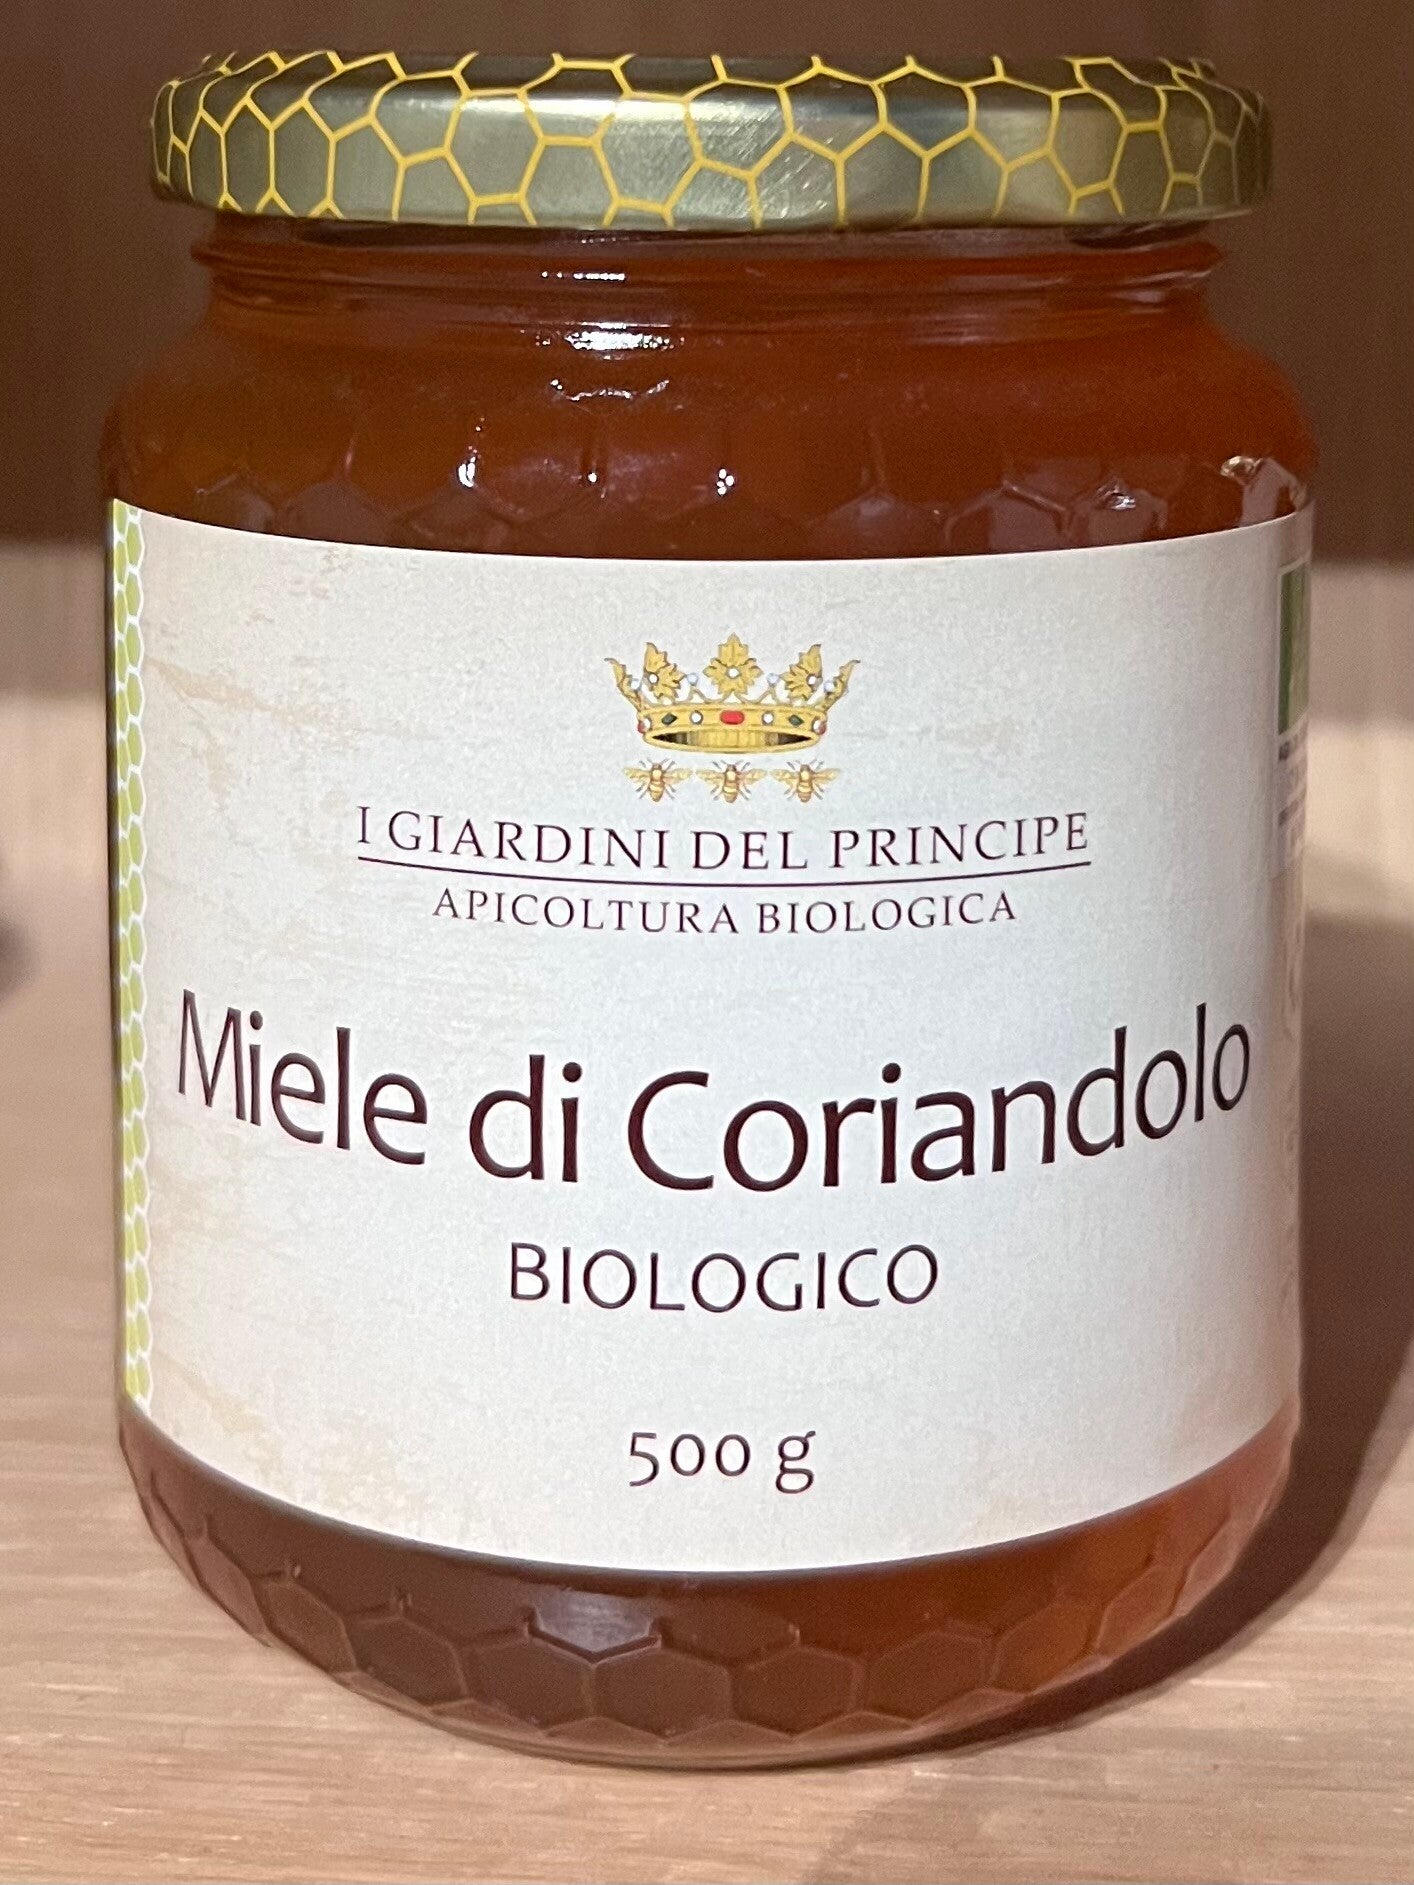 I GIARDINI DEL PRINCIPE
APICOLTURA BIOLOGICA
Miele di Coriandolo
BIOLOGICO
500 g